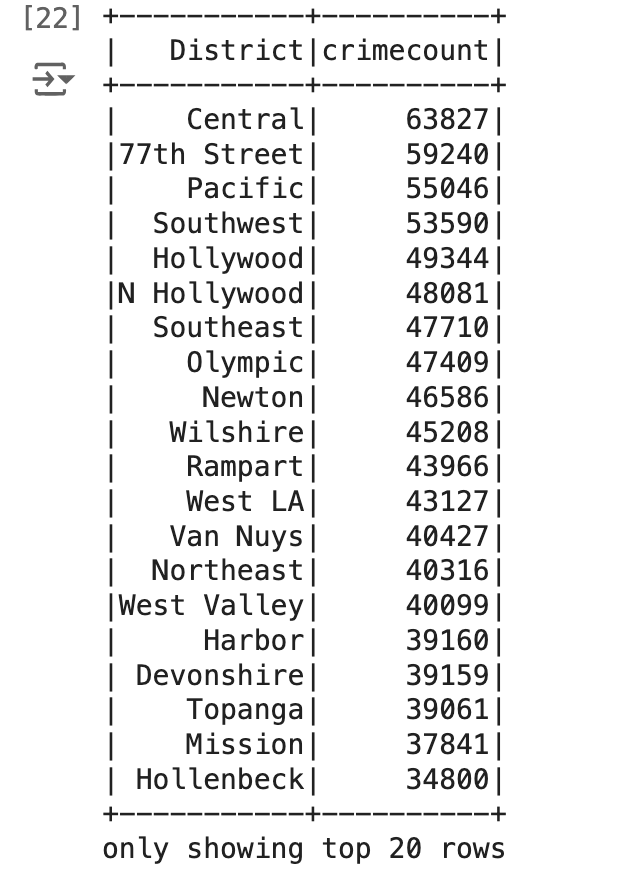 [22]
+-----------+----------+
|   District|crimecount|
+-----------+----------+
|    Central|     63827|
|77th Street|     59240|
|    Pacific|     55046|
|  Southwest|     53590|
|  Hollywood|     49344|
|N Hollywood|     48081|
|  Southeast|     47710|
|    Olympic|     47409|
|     Newton|     46586|
|   Wilshire|     45208|
|    Rampart|     43966|
|    West LA|     43127|
|   Van Nuys|     40427|
|  Northeast|     40316|
|West Valley|     40099|
|     Harbor|     39160|
| Devonshire|     39159|
|    Topanga|     39061|
|    Mission|     37841|
| Hollenbeck|     34800|
+-----------+----------+
only showing top 20 rows